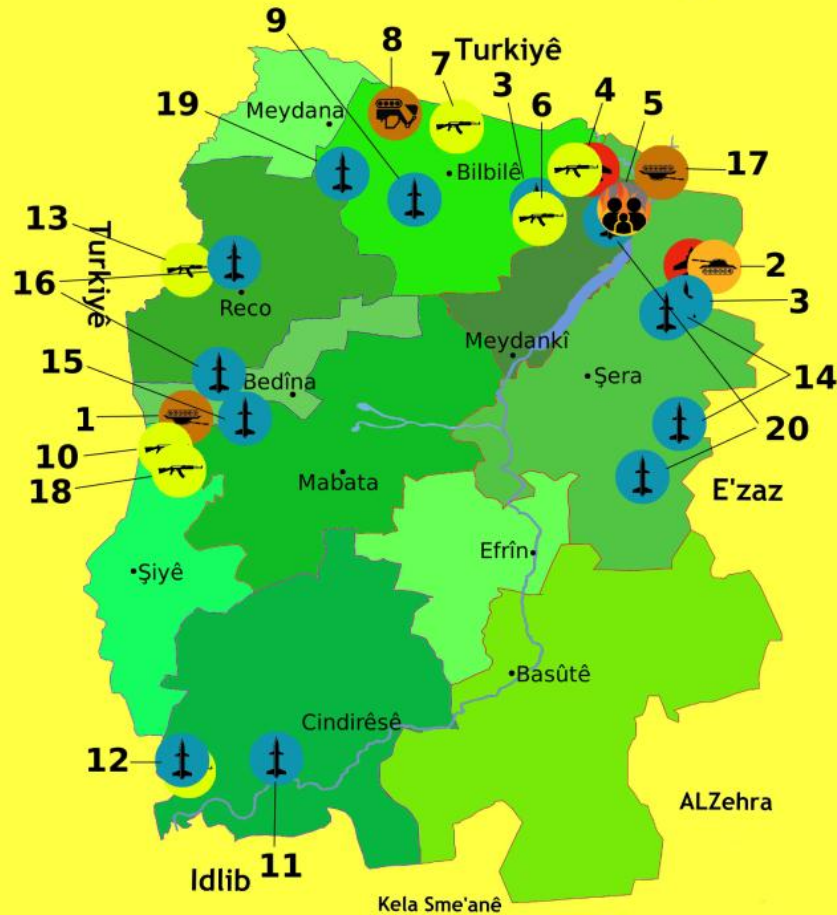 9
8
Turkiyê
7
3
6
4
5
17
19
Meydana
Bilbilê
13
Turkiyê
16
Reco
2
3
Meydankî
Şera
14
15
Bedîna
1
20
10
18
Mabata
E'zaz
Efrîn
Şiyê
Basûtê
Cindirêsê
12
11
ALZehra
Idlib
Kela Sme'anê